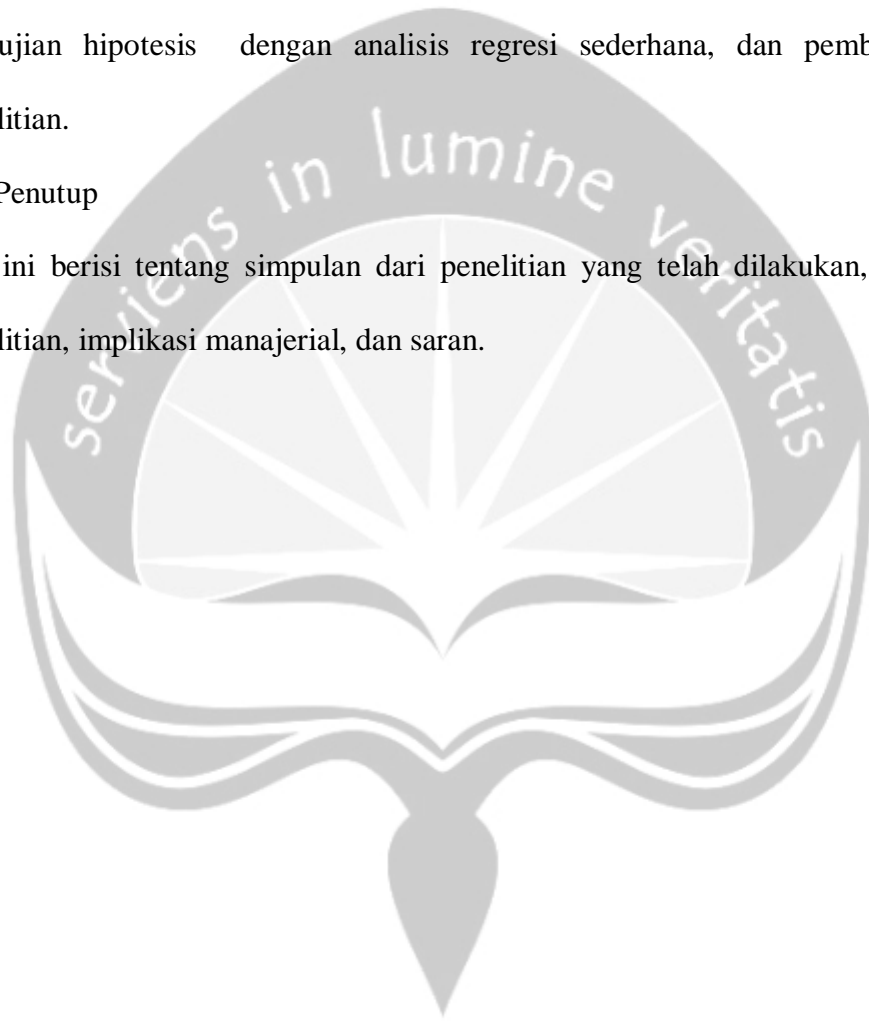 ujian hipotesis dengan analisis regresi sederhana, dan pemb
litian.
Penutup
ini berisi tentang simpulan dari penelitian yang telah dilakukan,
litian, implikasi manajerial, dan saran.
serviens in lumine veritatis